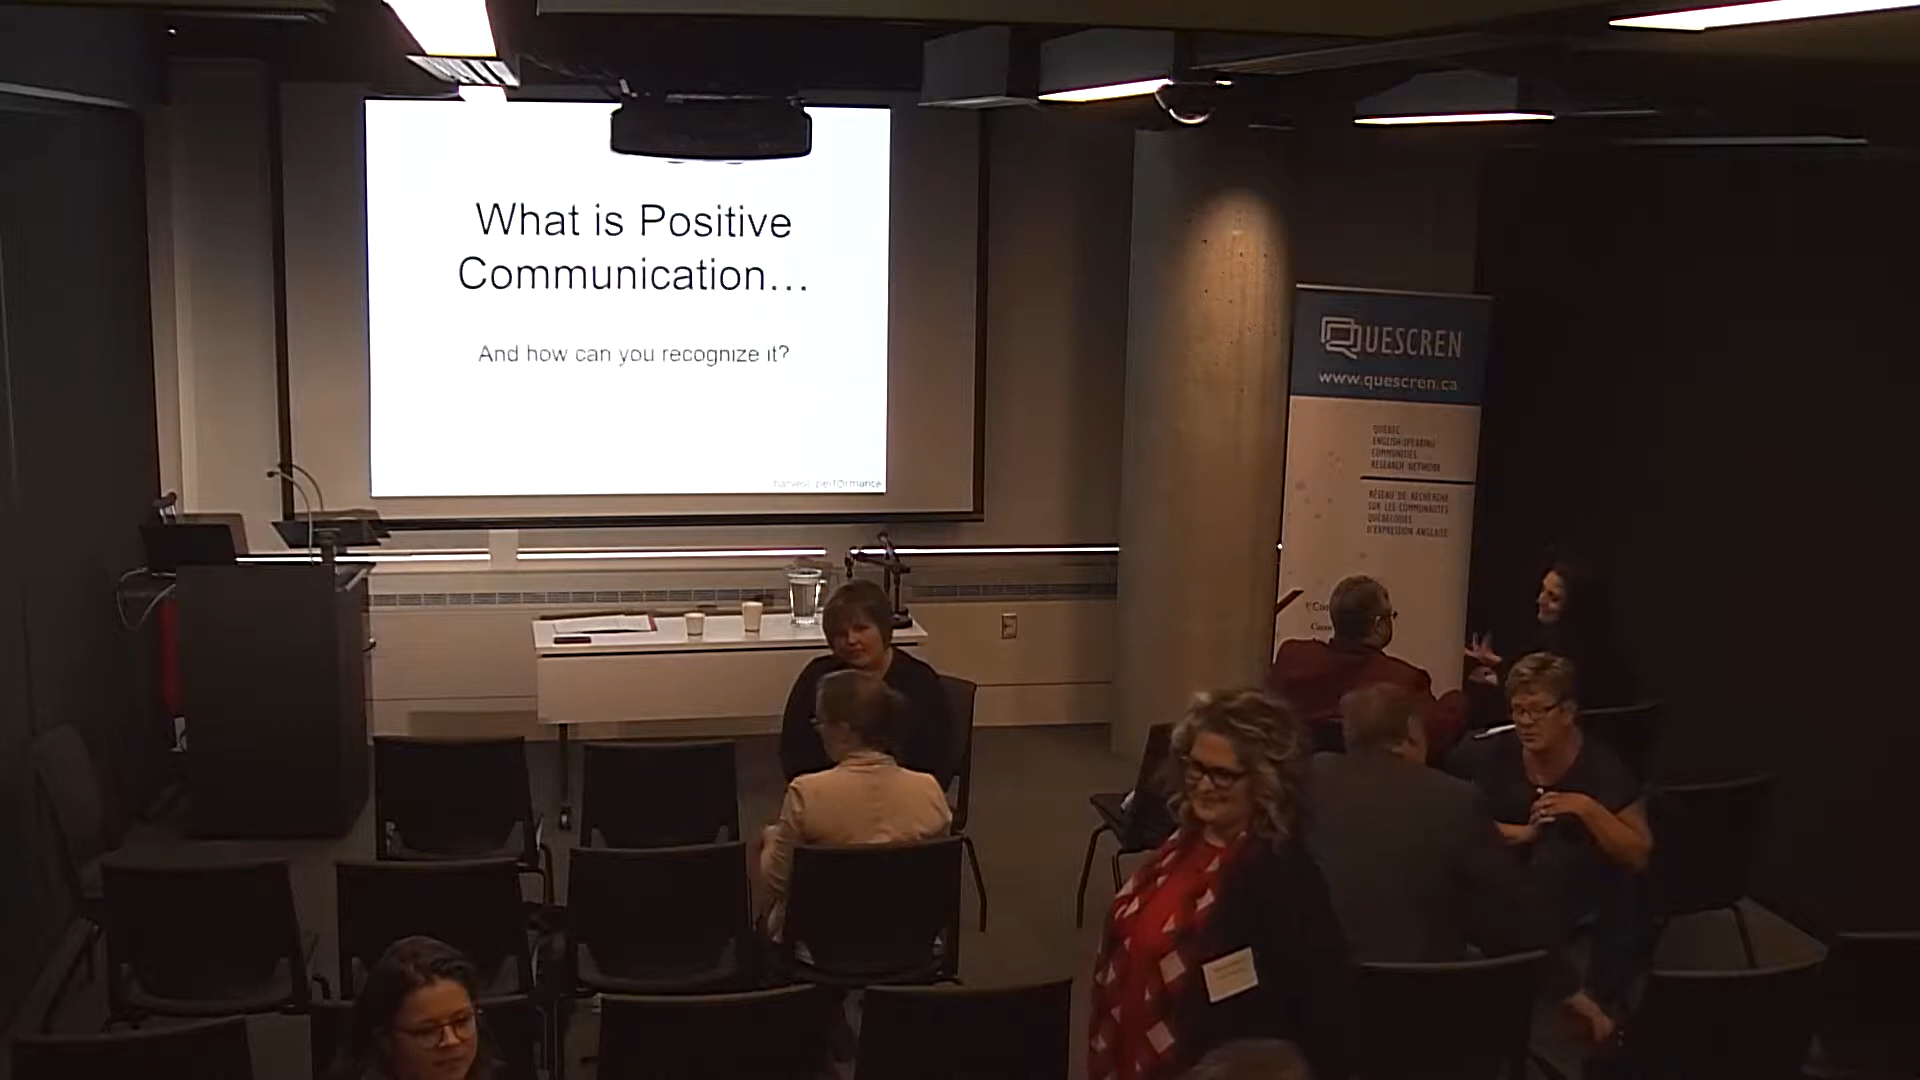 What is Positive
Communication...
And how can you recognize it?
harvest performance
QUESCREN
www.quescren.ca
QUEBEC
ENGLISH-SPEAKING
COMMUNITIES
RESEARCH NETWORK
RÉSEAU DE RECHERCHE
SUR LES COMMUNAUTÉS
QUÉBÉCOISES
D'EXPRESSION ANGLAISE